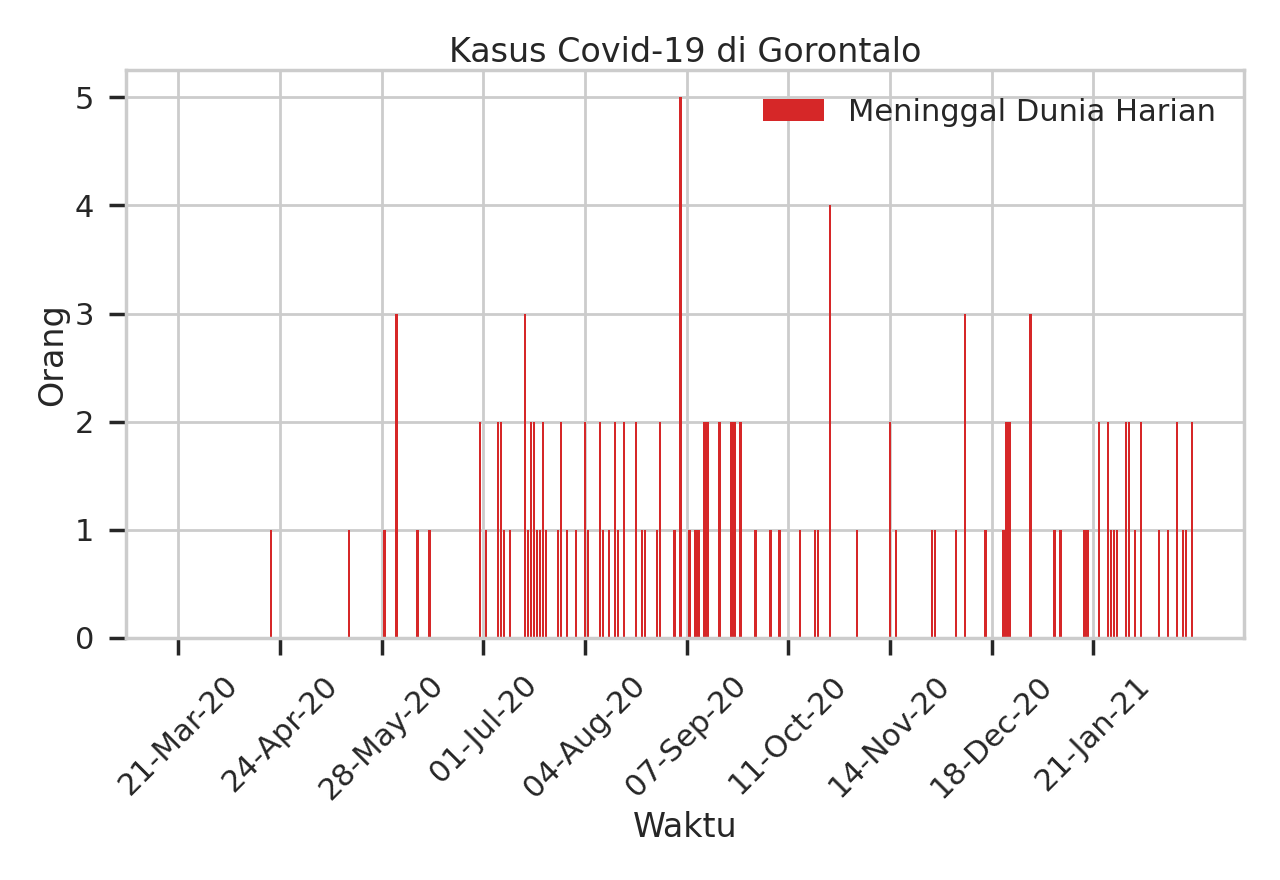 Kasus Covid-19 di Gorontalo
Meninggal Dunia Harian
Orang
5
4
3
2
1
0
21-Mar-20
24-Apr-20
28-May-20
01-Jul-20
04-Aug-20
07-Sep-20
11-Oct-20
14-Nov-20
18-Dec-20
21-Jan-21
Waktu